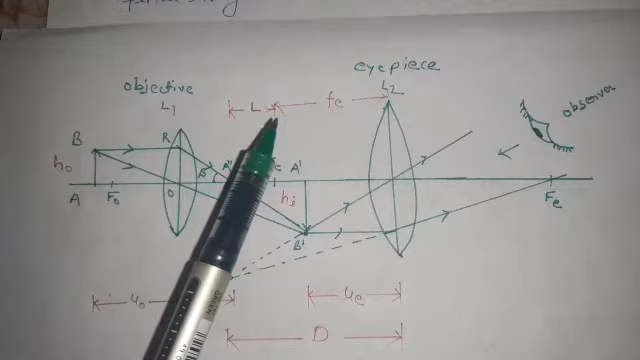 eyepiece
objective
L2
L1
L
fe
observer
B
R
h₀
O
A'
hi
A
F₀
Fe
B'
u₀
ue
D